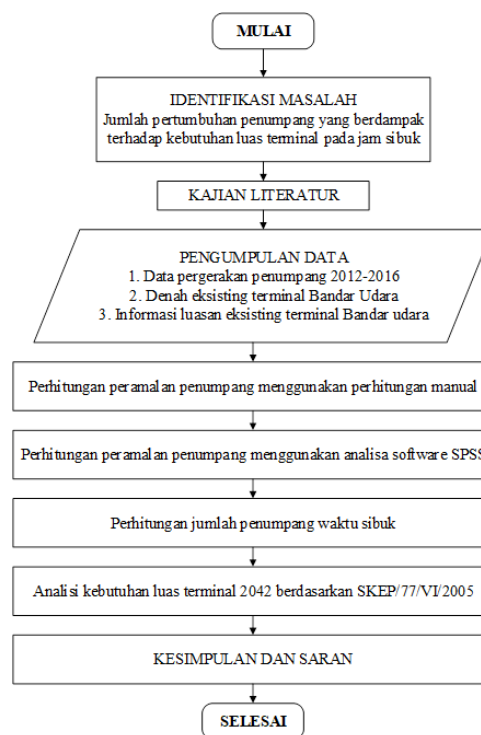 MULAI
IDENTIFIKASI MASALAH
Jumlah pertumbuhan penumpang yang berdampak
terhadap kebutuhan luas terminal pada jam sibuk
KAJIAN LITERATUR
PENGUMPULAN DATA
1. Data pergerakan penumpang 2012-2016
2. Denah eksisting terminal Bandar Udara
3. Informasi luasan eksisting terminal Bandar udara
Perhitungan peramalan penumpang menggunakan perhitungan manual
Perhitungan peramalan penumpang menggunakan analisa software SPSS
Perhitungan jumlah penumpang waktu sibuk
Analisi kebutuhan luas terminal 2042 berdasarkan SKEP/77/VI/2005
KESIMPULAN DAN SARAN
SELESAI